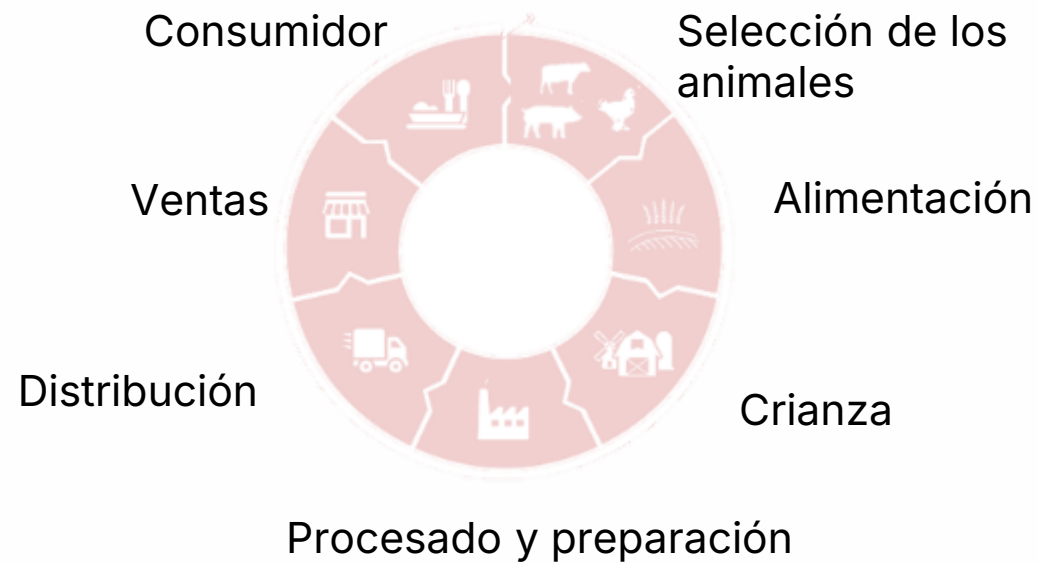 Consumidor
Selección de los
animales
Ventas
Alimentación
Distribución
Crianza
Procesado y preparación